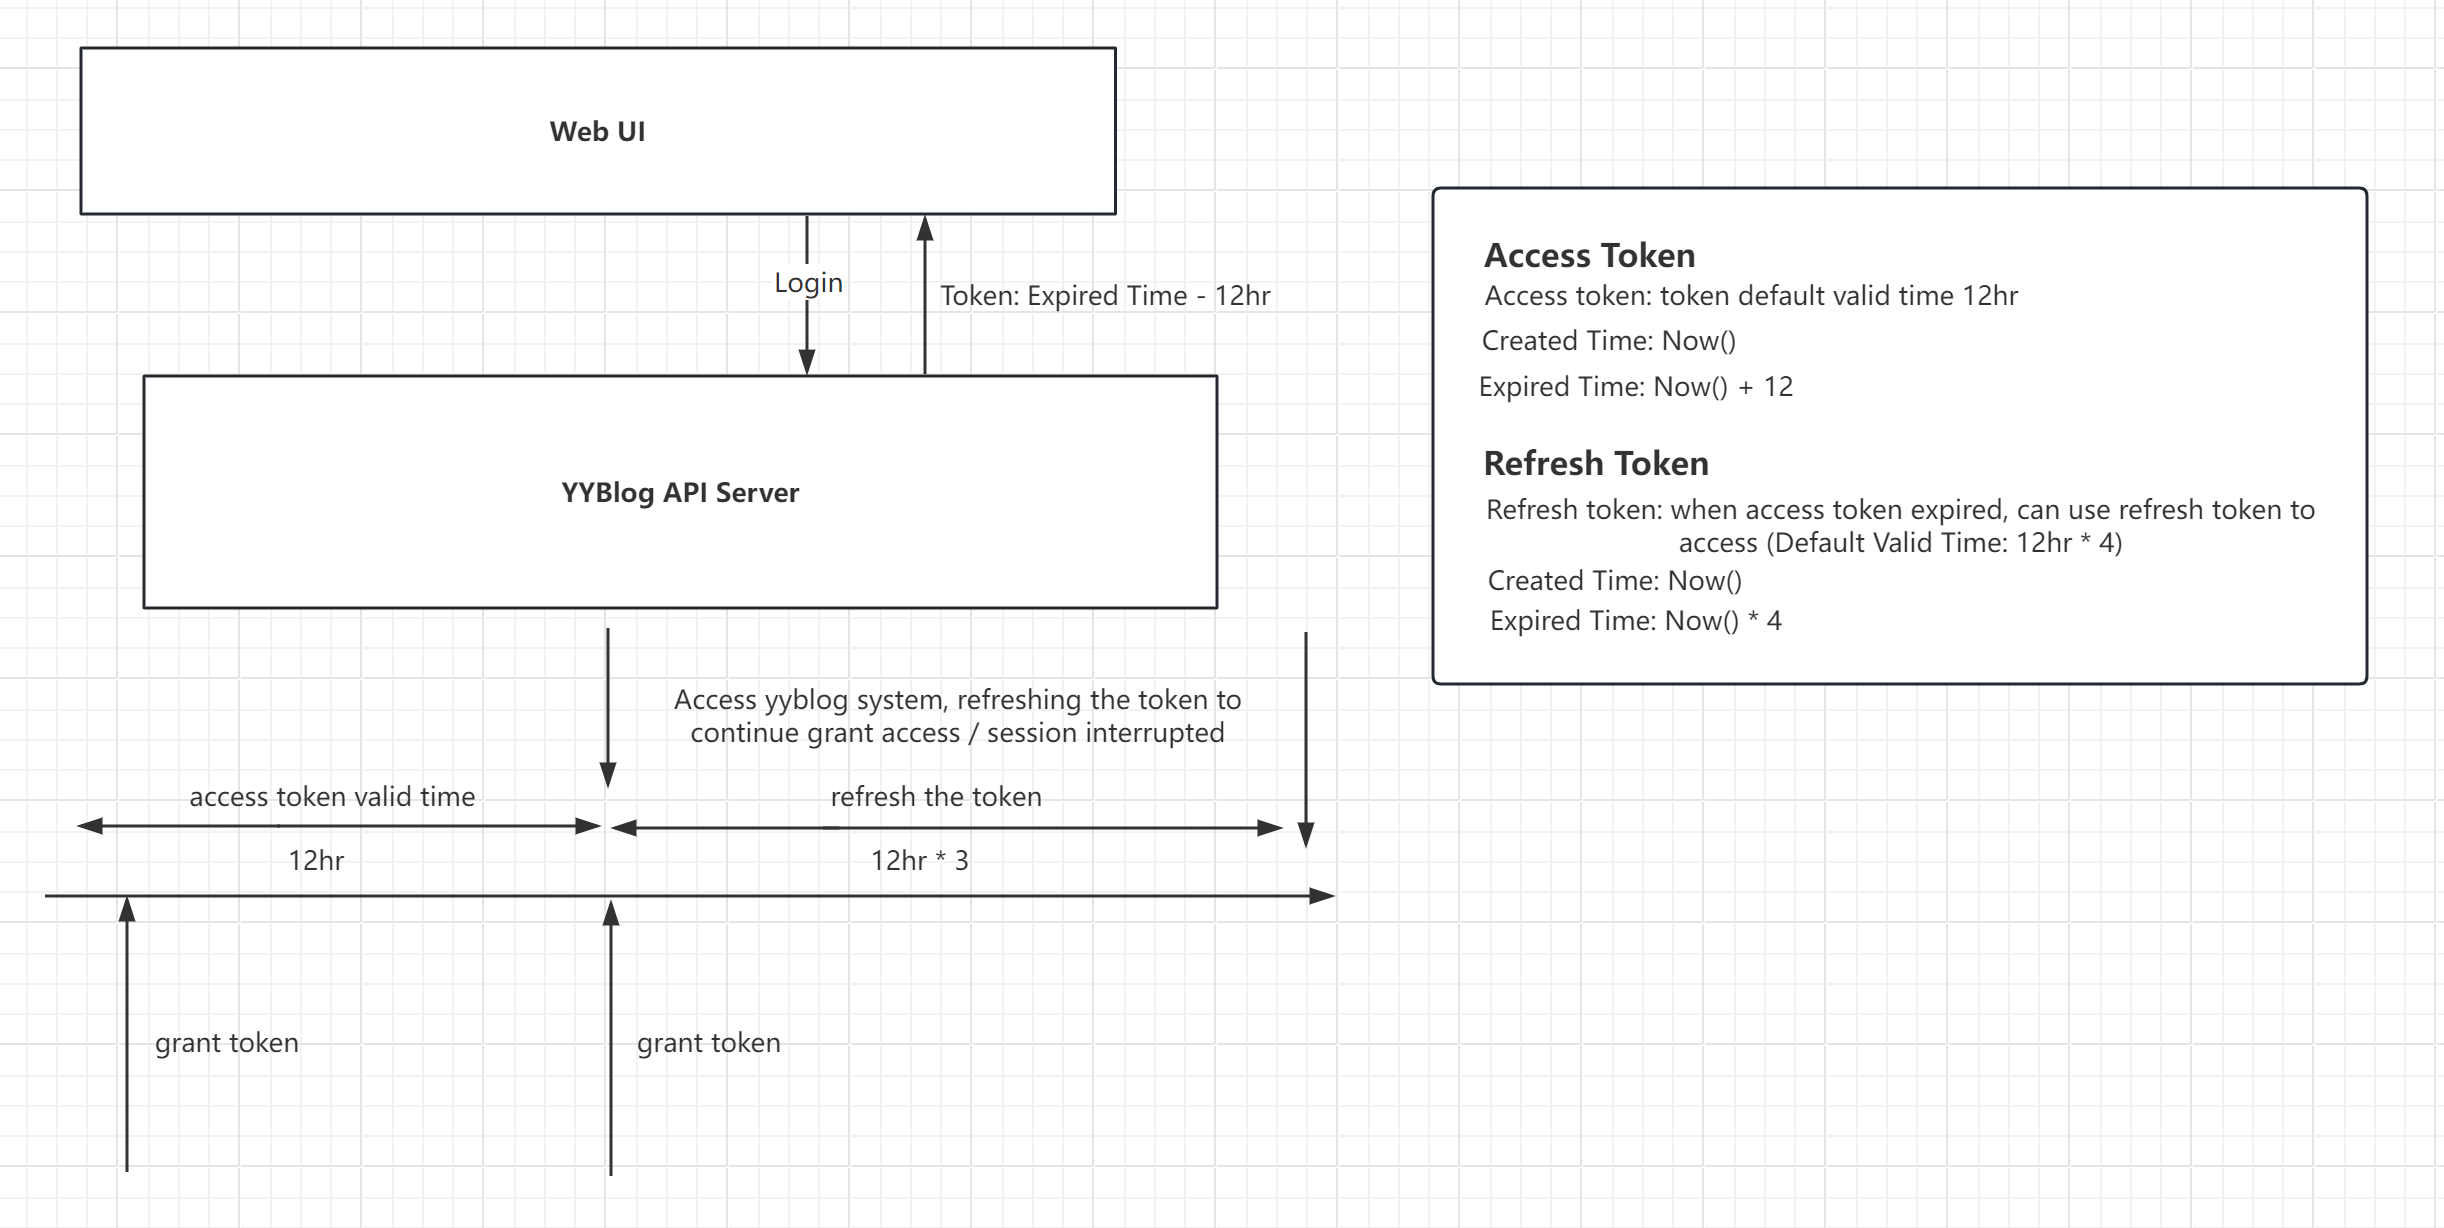 Web UI
Login
Token: Expired Time - 12hr
YYBlog API Server
Access yyblog system, refreshing the token to
continue grant access / session interrupted
access token valid time
refresh the token
12hr
12hr * 3
grant token
grant token
Access Token
Access token: token default valid time 12hr
Created Time: Now()
Expired Time: Now() + 12
Refresh Token
Refresh token: when access token expired, can use refresh token to
access (Default Valid Time: 12hr * 4)
Created Time: Now()
Expired Time: Now() * 4